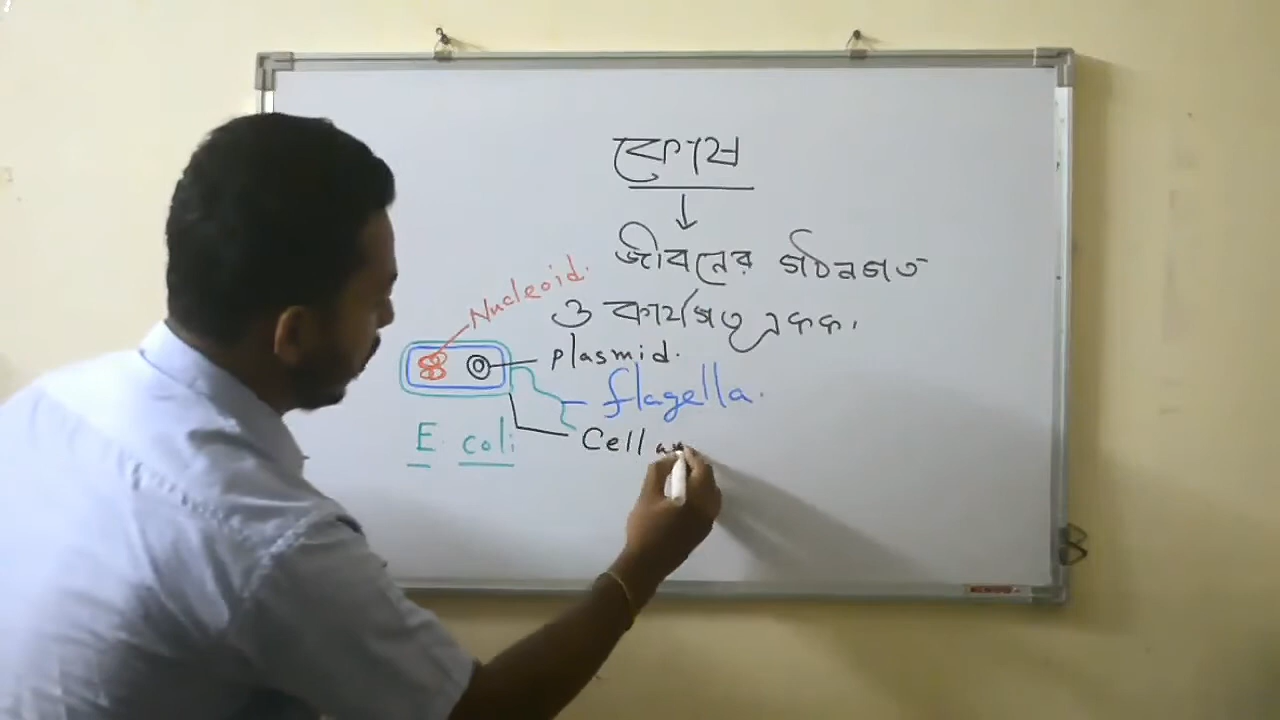 কোষ
জীবনের গঠনগত
ও কার্যগত একক।
Nucleoid.
plasmid.
flagella.
Cell
E. coli